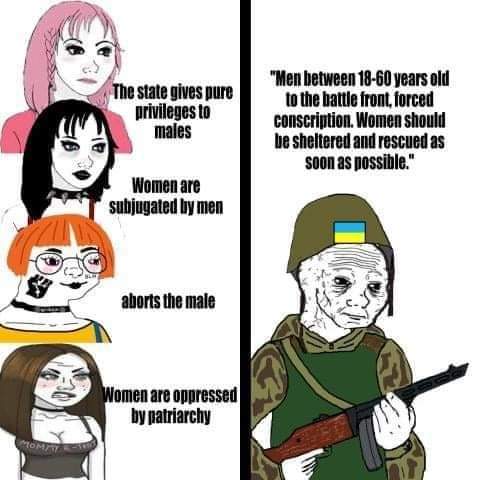 The state gives pure
privileges to
males
Women are
subjugated by men
aborts the male
Women are oppressed
by patriarchy
"Men between 18-60 years old
to the battle front, forced
conscription. Women should
be sheltered and rescued as
soon as possible."